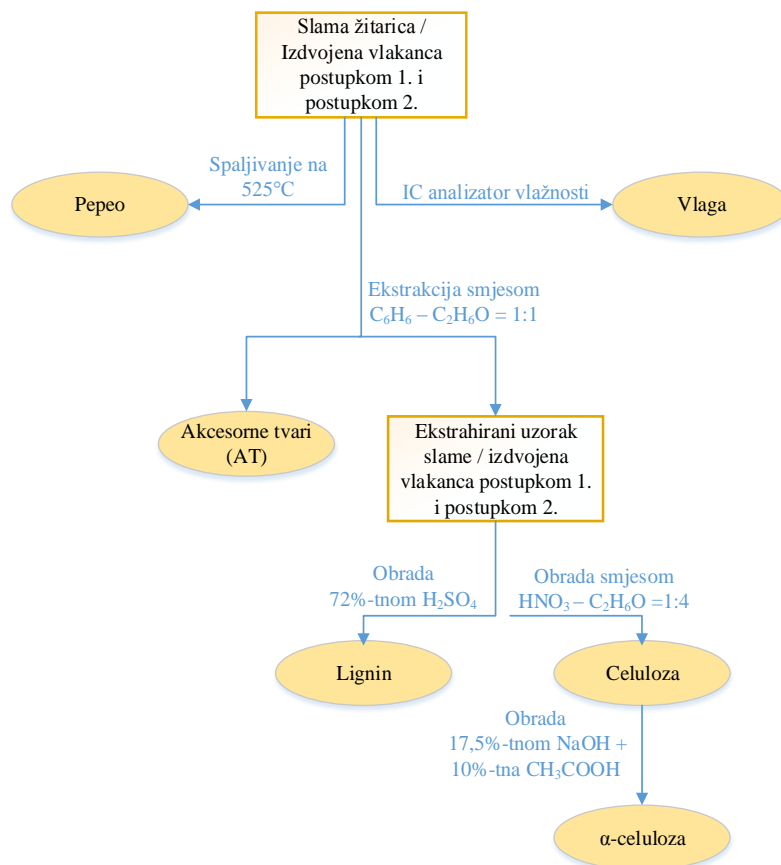 Slama žitarica /
Izdvojena vlakanca
postupkom 1. i
postupkom 2.
Spaljivanje na
525°C
IC analizator vlažnosti
Pepeo
Vlaga
Ekstrakcija smjesom
C₆H₆ – C₂H₆O = 1:1
Akcesorne tvari
(AT)
Ekstrahirani uzorak
slame / izdvojena
vlakanca postupkom 1.
i postupkom 2.
Obrada
72%-tnom H₂SO₄
Obrada smjesom
HNO₃ – C₂H₆O =1:4
Lignin
Celuloza
Obrada
17,5%-tnom NaOH +
10%-tna CH₃COOH
α-celuloza